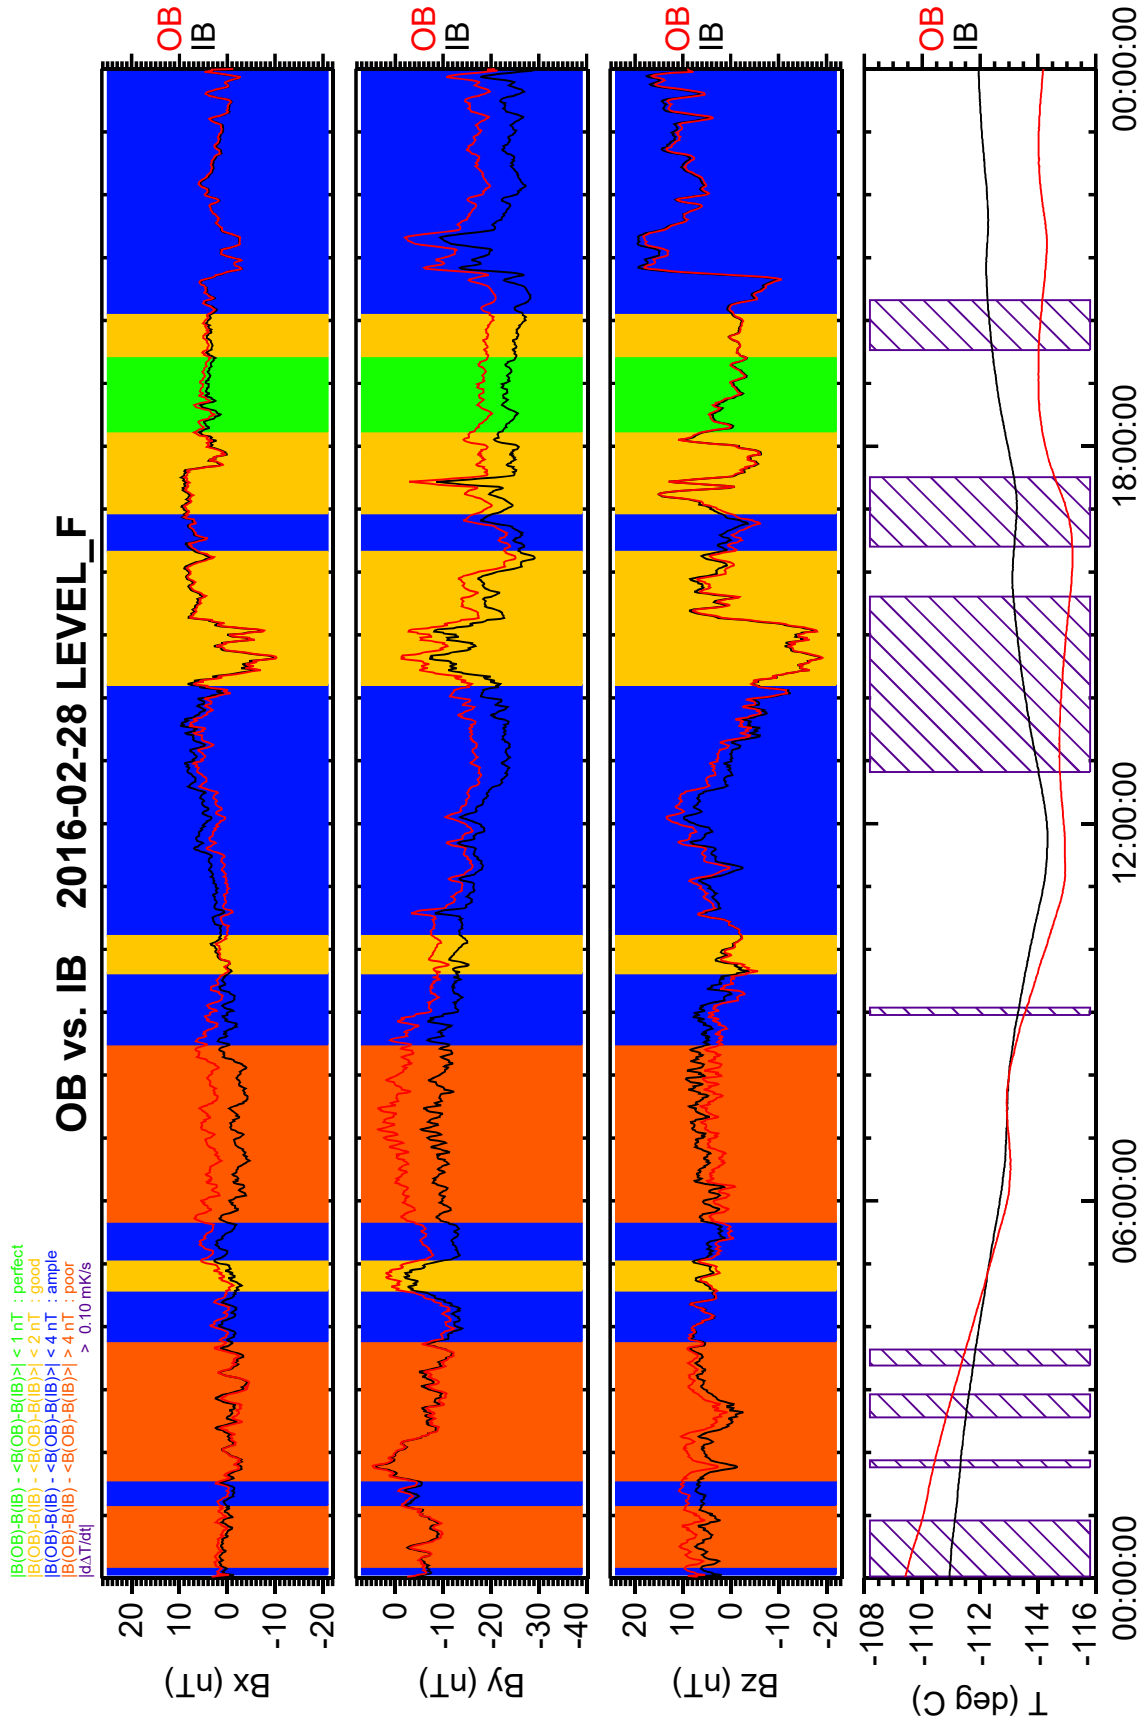 OB vs. IB    2016-02-28 LEVEL_F
|B(OB)-B(IB) - <B(OB)-B(IB)>| < 1 nT : perfect
|B(OB)-B(IB) - <B(OB)-B(IB)>| < 2 nT : good
|B(OB)-B(IB) - <B(OB)-B(IB)>| < 4 nT : ample
|B(OB)-B(IB) - <B(OB)-B(IB)>| > 4 nT : poor
|dΔT/dt| > 0.10 mK/s
Bx (nT)
20
10
0
-10
-20
OB
IB
By (nT)
0
-10
-20
-30
-40
OB
IB
Bz (nT)
20
10
0
-10
-20
OB
IB
T (deg C)
-108
-110
-112
-114
-116
OB
IB
00:00:00
06:00:00
12:00:00
18:00:00
00:00:00